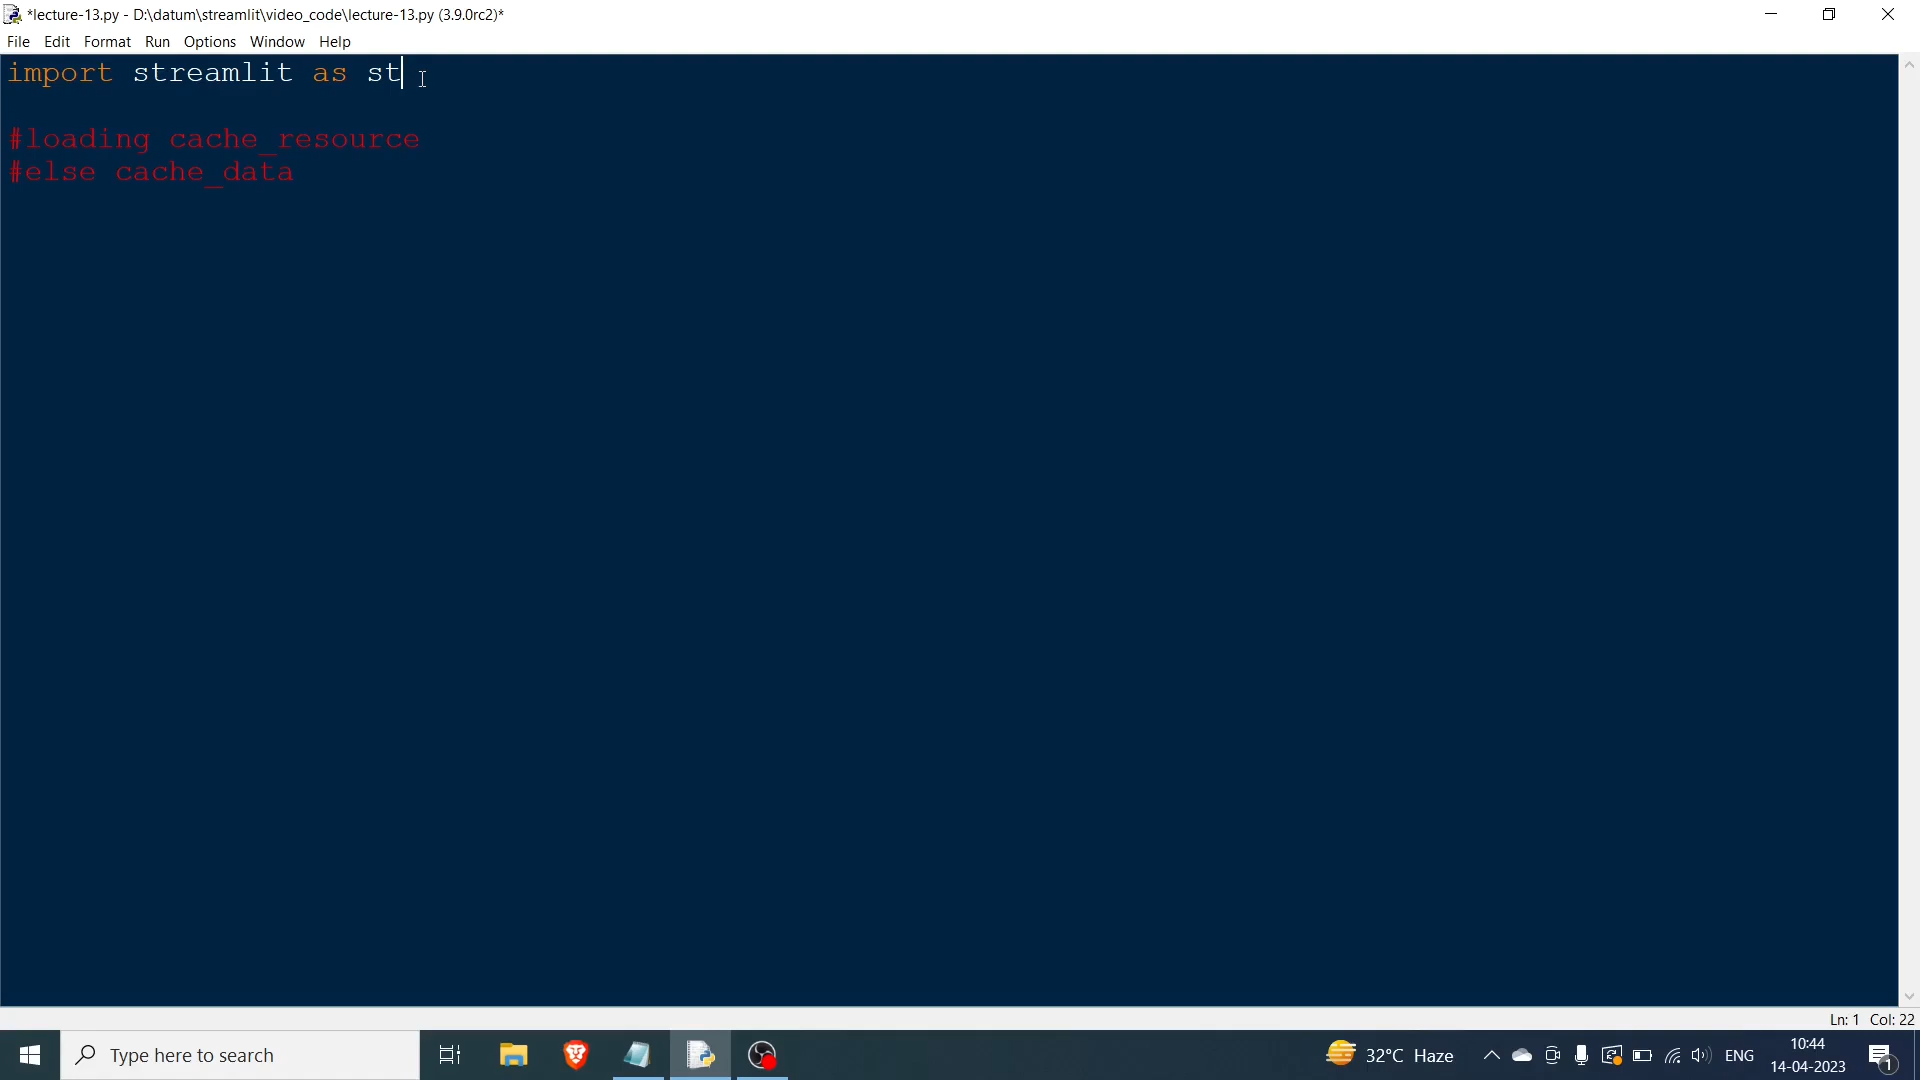 *lecture-13.py - D:\datum\streamlit\video_code\lecture-13.py (3.9.0rc2)*
File Edit Format Run Options Window Help
import streamlit as st
#loading cache_resource
#else cache_data
Ln: 1 Col: 22
Type here to search
32°C Haze
ENG
10:44
14-04-2023
1